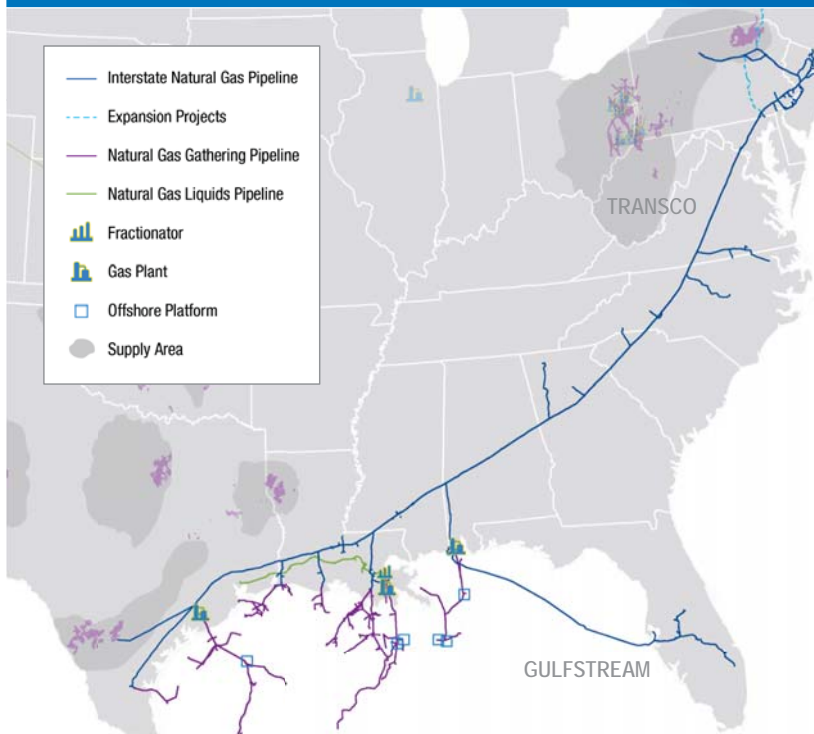 Interstate Natural Gas Pipeline
Expansion Projects
Natural Gas Gathering Pipeline
Natural Gas Liquids Pipeline
Fractionator
Gas Plant
Offshore Platform
Supply Area
TRANSCO
GULFSTREAM